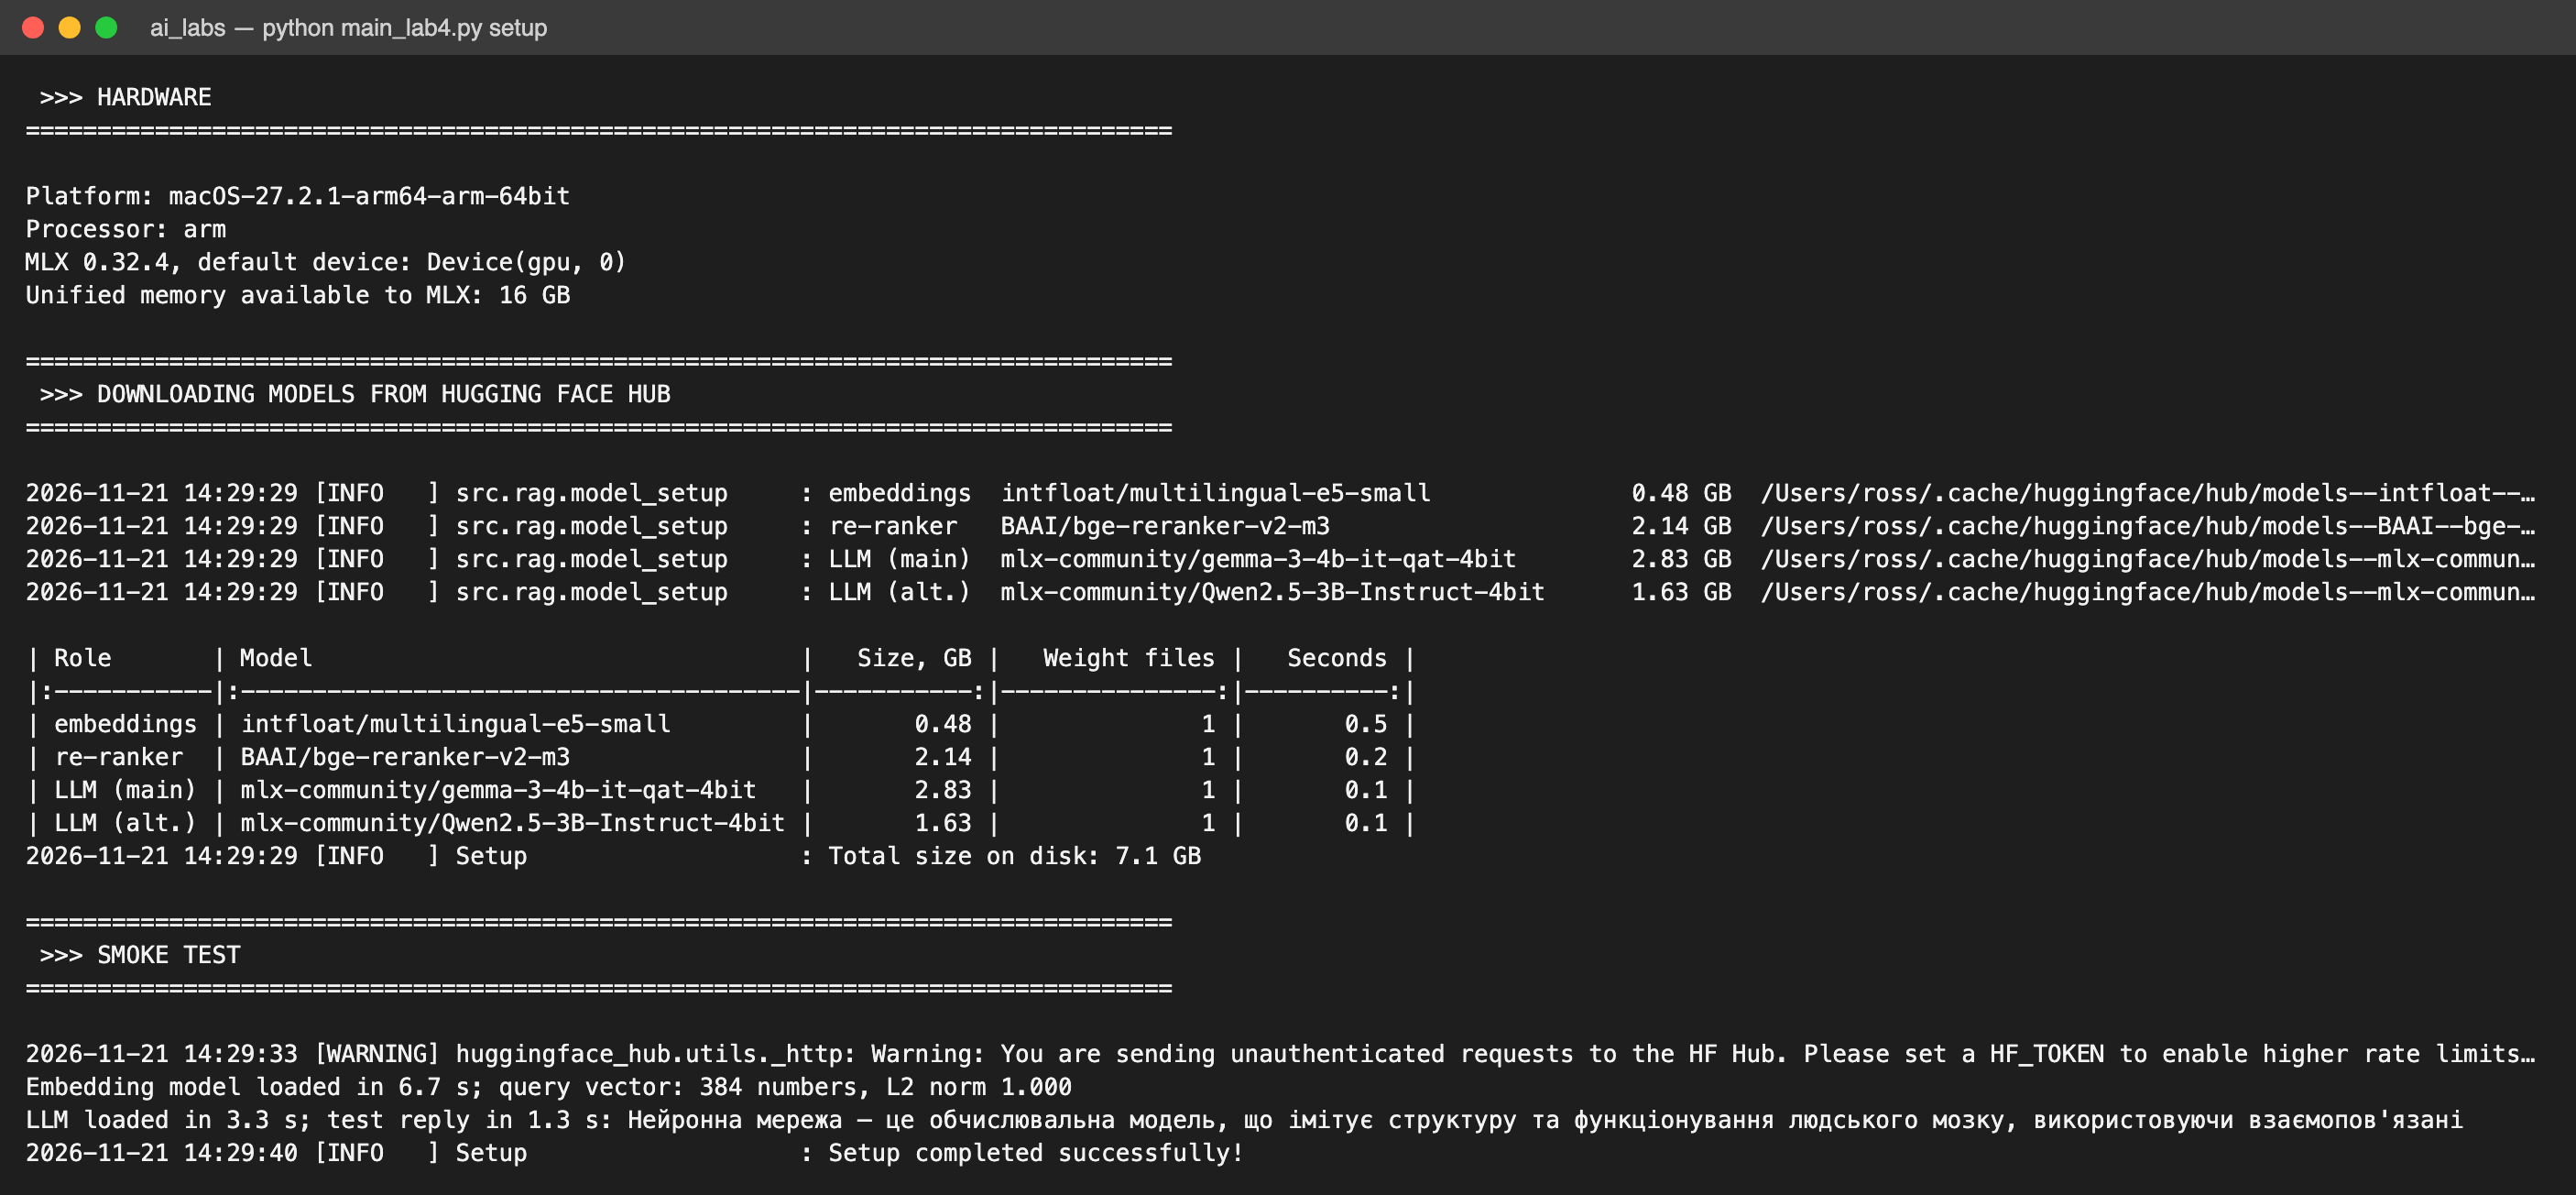 ai_labs — python main_lab4.py setup
>>> HARDWARE
================================================================================
Platform: macOS-27.2.1-arm64-arm-64bit
Processor: arm
MLX 0.32.4, default device: Device(gpu, 0)
Unified memory available to MLX: 16 GB
================================================================================
>>> DOWNLOADING MODELS FROM HUGGING FACE HUB
================================================================================
2026-11-21 14:29:29 [INFO   ] src.rag.model_setup     : embeddings  intfloat/multilingual-e5-small              0.48 GB  /Users/ross/.cache/huggingface/hub/models--intfloat--…
2026-11-21 14:29:29 [INFO   ] src.rag.model_setup     : re-ranker   BAAI/bge-reranker-v2-m3                     2.14 GB  /Users/ross/.cache/huggingface/hub/models--BAAI--bge-…
2026-11-21 14:29:29 [INFO   ] src.rag.model_setup     : LLM (main)  mlx-community/gemma-3-4b-it-qat-4bit        2.83 GB  /Users/ross/.cache/huggingface/hub/models--mlx-commun…
2026-11-21 14:29:29 [INFO   ] src.rag.model_setup     : LLM (alt.)  mlx-community/Qwen2.5-3B-Instruct-4bit      1.63 GB  /Users/ross/.cache/huggingface/hub/models--mlx-commun…
| Role       | Model                                  |   Size, GB |   Weight files |   Seconds |
|:-----------|:---------------------------------------|-----------:|---------------:|----------:|
| embeddings | intfloat/multilingual-e5-small         |       0.48 |              1 |       0.5 |
| re-ranker  | BAAI/bge-reranker-v2-m3                |       2.14 |              1 |       0.2 |
| LLM (main) | mlx-community/gemma-3-4b-it-qat-4bit   |       2.83 |              1 |       0.1 |
| LLM (alt.) | mlx-community/Qwen2.5-3B-Instruct-4bit |       1.63 |              1 |       0.1 |
2026-11-21 14:29:29 [INFO   ] Setup                   : Total size on disk: 7.1 GB
================================================================================
>>> SMOKE TEST
================================================================================
2026-11-21 14:29:33 [WARNING] huggingface_hub.utils._http: Warning: You are sending unauthenticated requests to the HF Hub. Please set a HF_TOKEN to enable higher rate limits…
Embedding model loaded in 6.7 s; query vector: 384 numbers, L2 norm 1.000
LLM loaded in 3.3 s; test reply in 1.3 s: Нейронна мережа – це обчислювальна модель, що імітує структуру та функціонування людського мозку, використовуючи взаємопов'язані
2026-11-21 14:29:40 [INFO   ] Setup                   : Setup completed successfully!